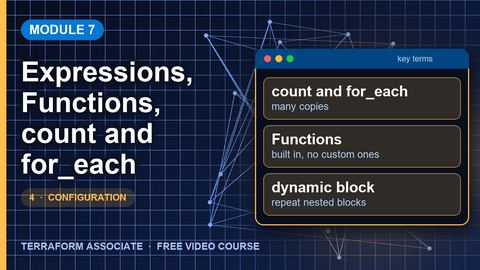 MODULE 7
Expressions,
Functions,
count and
for_each
4 · CONFIGURATION
TERRAFORM ASSOCIATE · FREE VIDEO COURSE
key terms
count and for_each
many copies
Functions
built in, no custom ones
dynamic block
repeat nested blocks